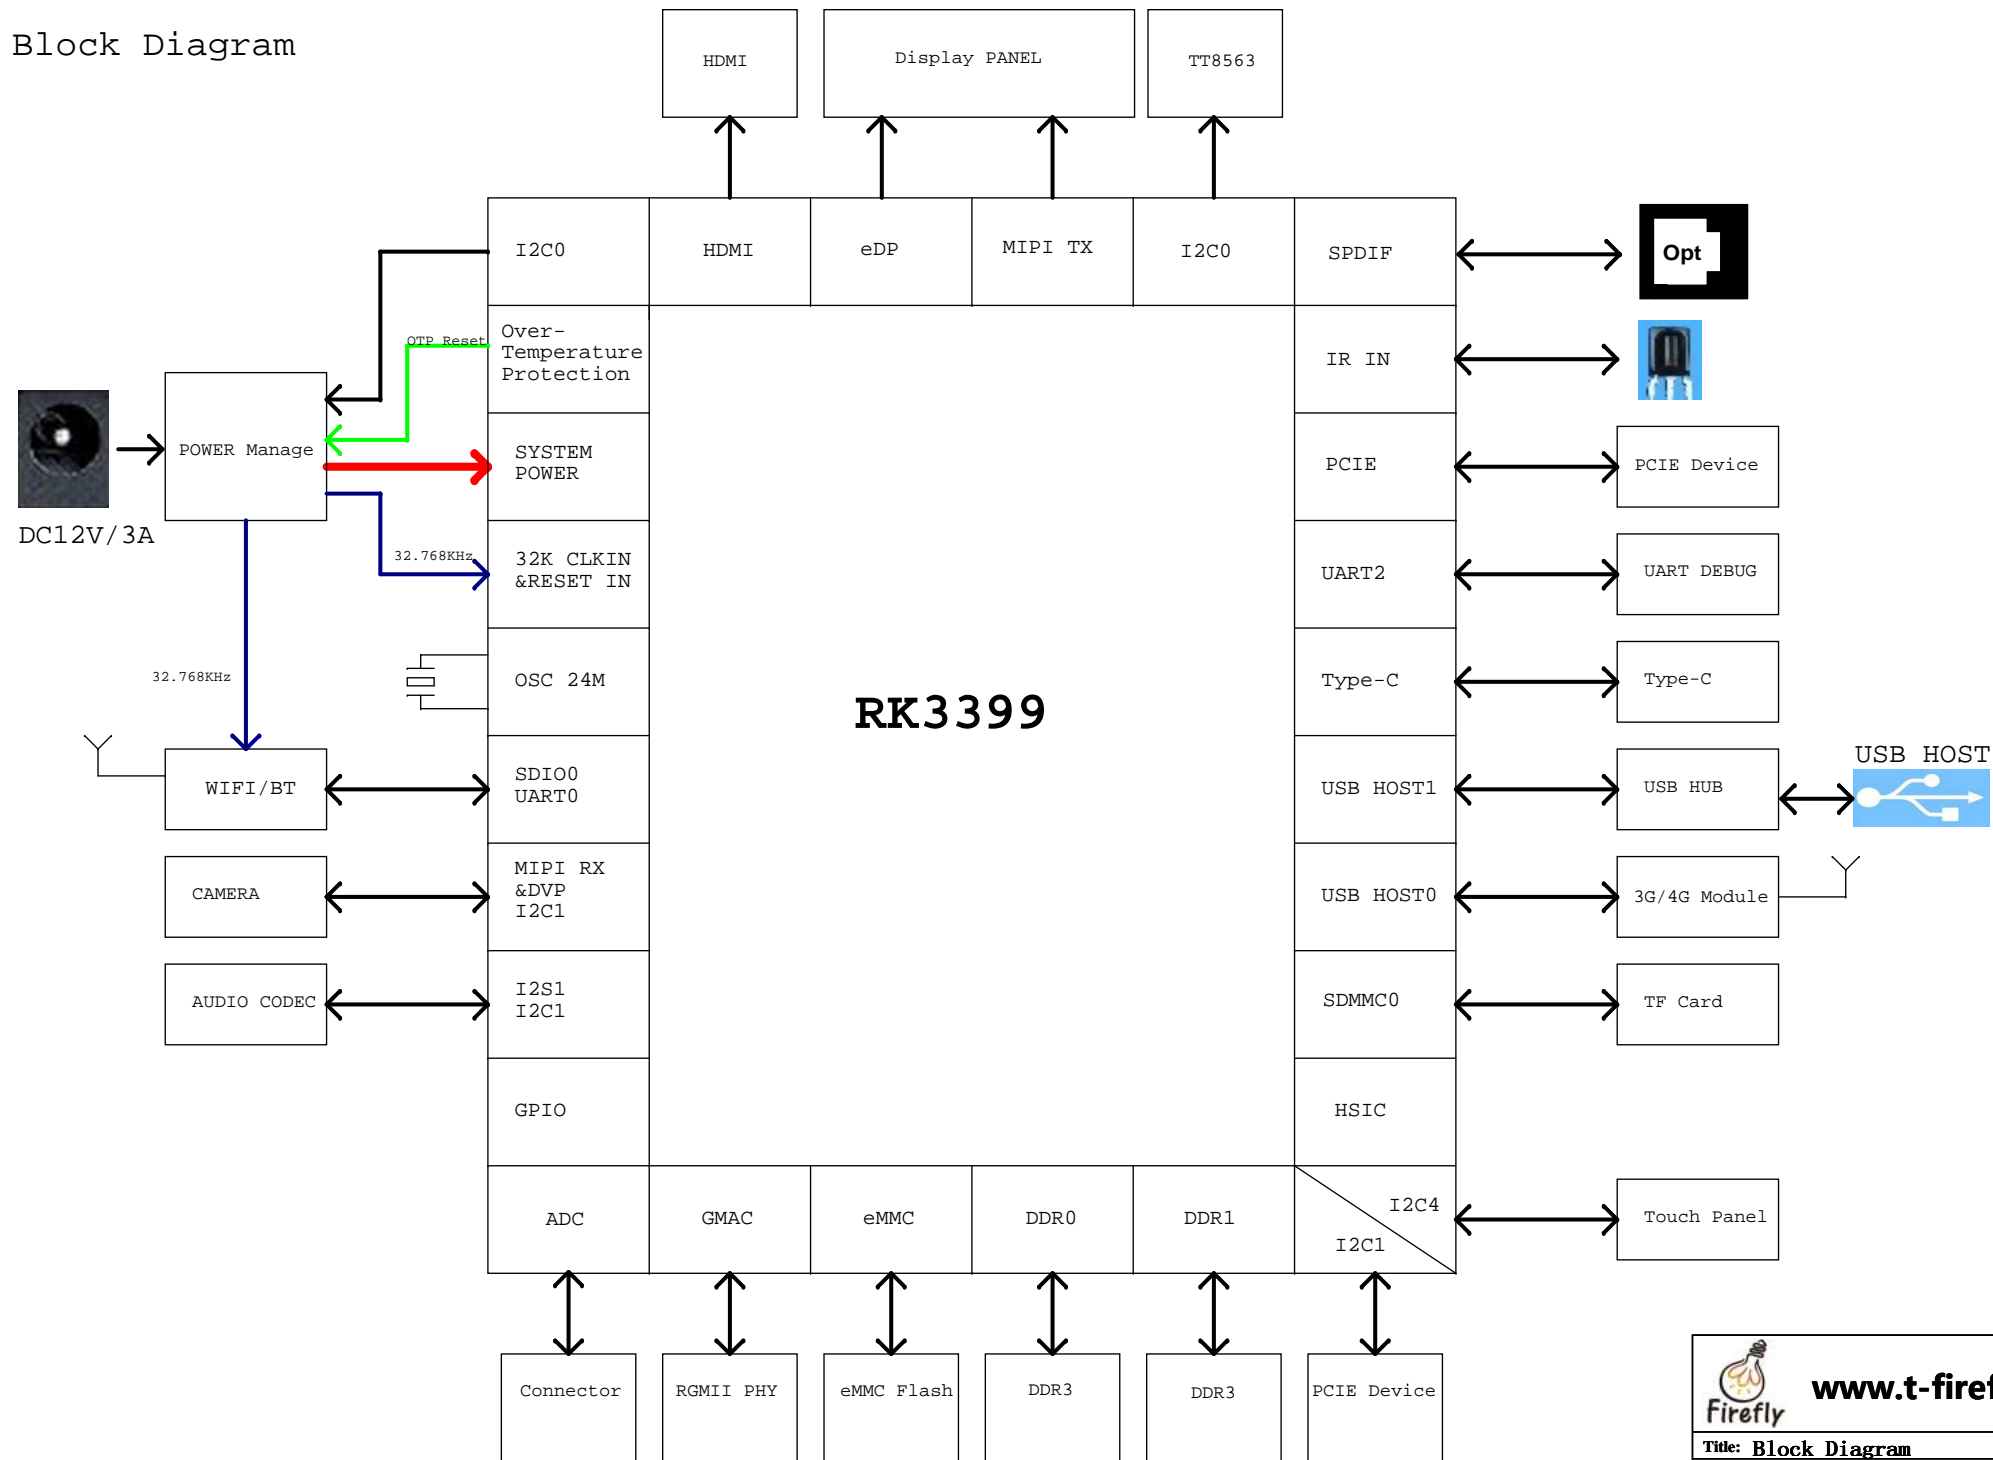 Block Diagram
HDMI
Display PANEL
TT8563
I2C0
HDMI
eDP
MIPI TX
I2C0
SPDIF
Opt
OTP Reset
Over-
Temperature
Protection
IR IN
POWER Manage
DC12V/3A
SYSTEM
POWER
PCIE
PCIE Device
32.768KHz
32K CLKIN
&RESET IN
UART2
UART DEBUG
32.768KHz
OSC 24M
RK3399
Type-C
Type-C
WIFI/BT
SDIO0
UART0
USB HOST1
USB HUB
USB HOST
CAMERA
MIPI RX
&DVP
I2C1
USB HOST0
3G/4G Module
AUDIO CODEC
I2S1
I2C1
SDMMC0
TF Card
GPIO
HSIC
ADC
GMAC
eMMC
DDR0
DDR1
I2C4
I2C1
Touch Panel
Connector
RGMII PHY
eMMC Flash
DDR3
DDR3
PCIE Device
Firefly
www.t-firef
Title: Block Diagram